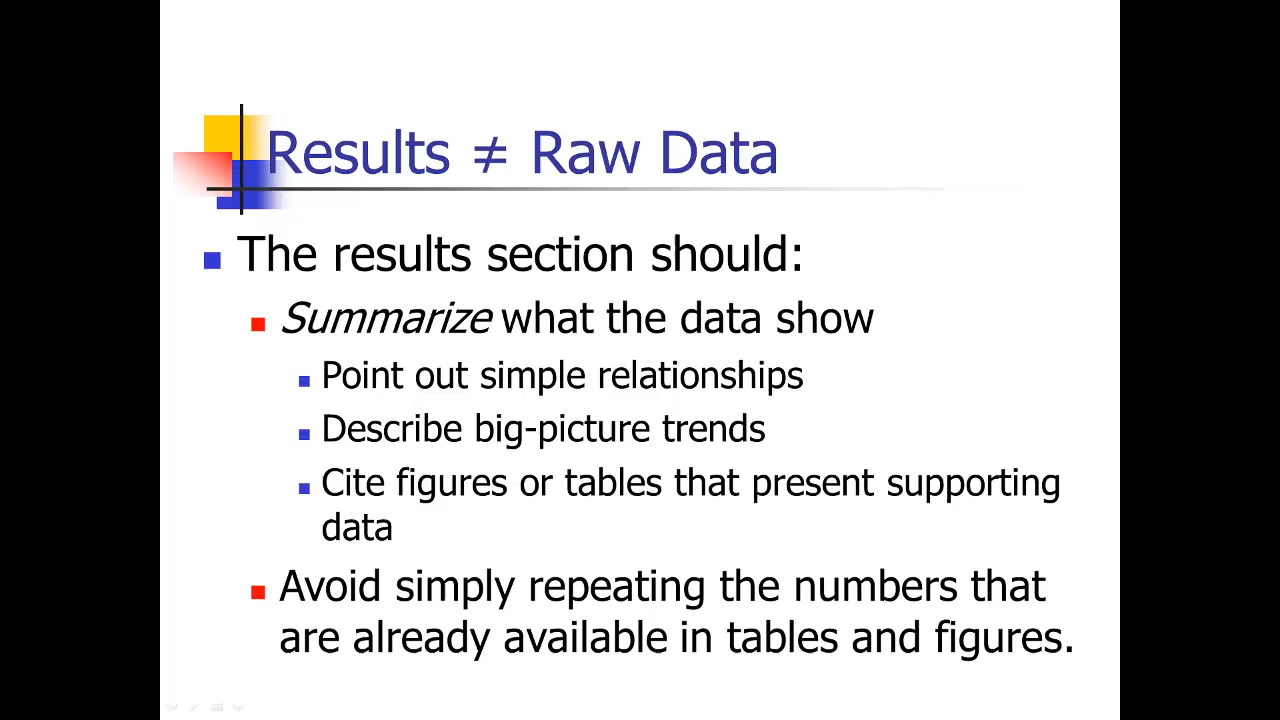 Results ≠ Raw Data
The results section should:
Summarize what the data show
Point out simple relationships
Describe big-picture trends
Cite figures or tables that present supporting
data
Avoid simply repeating the numbers that
are already available in tables and figures.